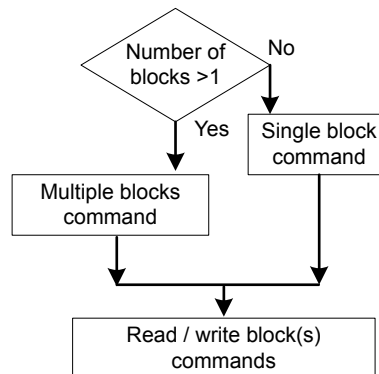 Number of
blocks >1
No
Yes
Single block
command
Multiple blocks
command
Read / write block(s)
commands